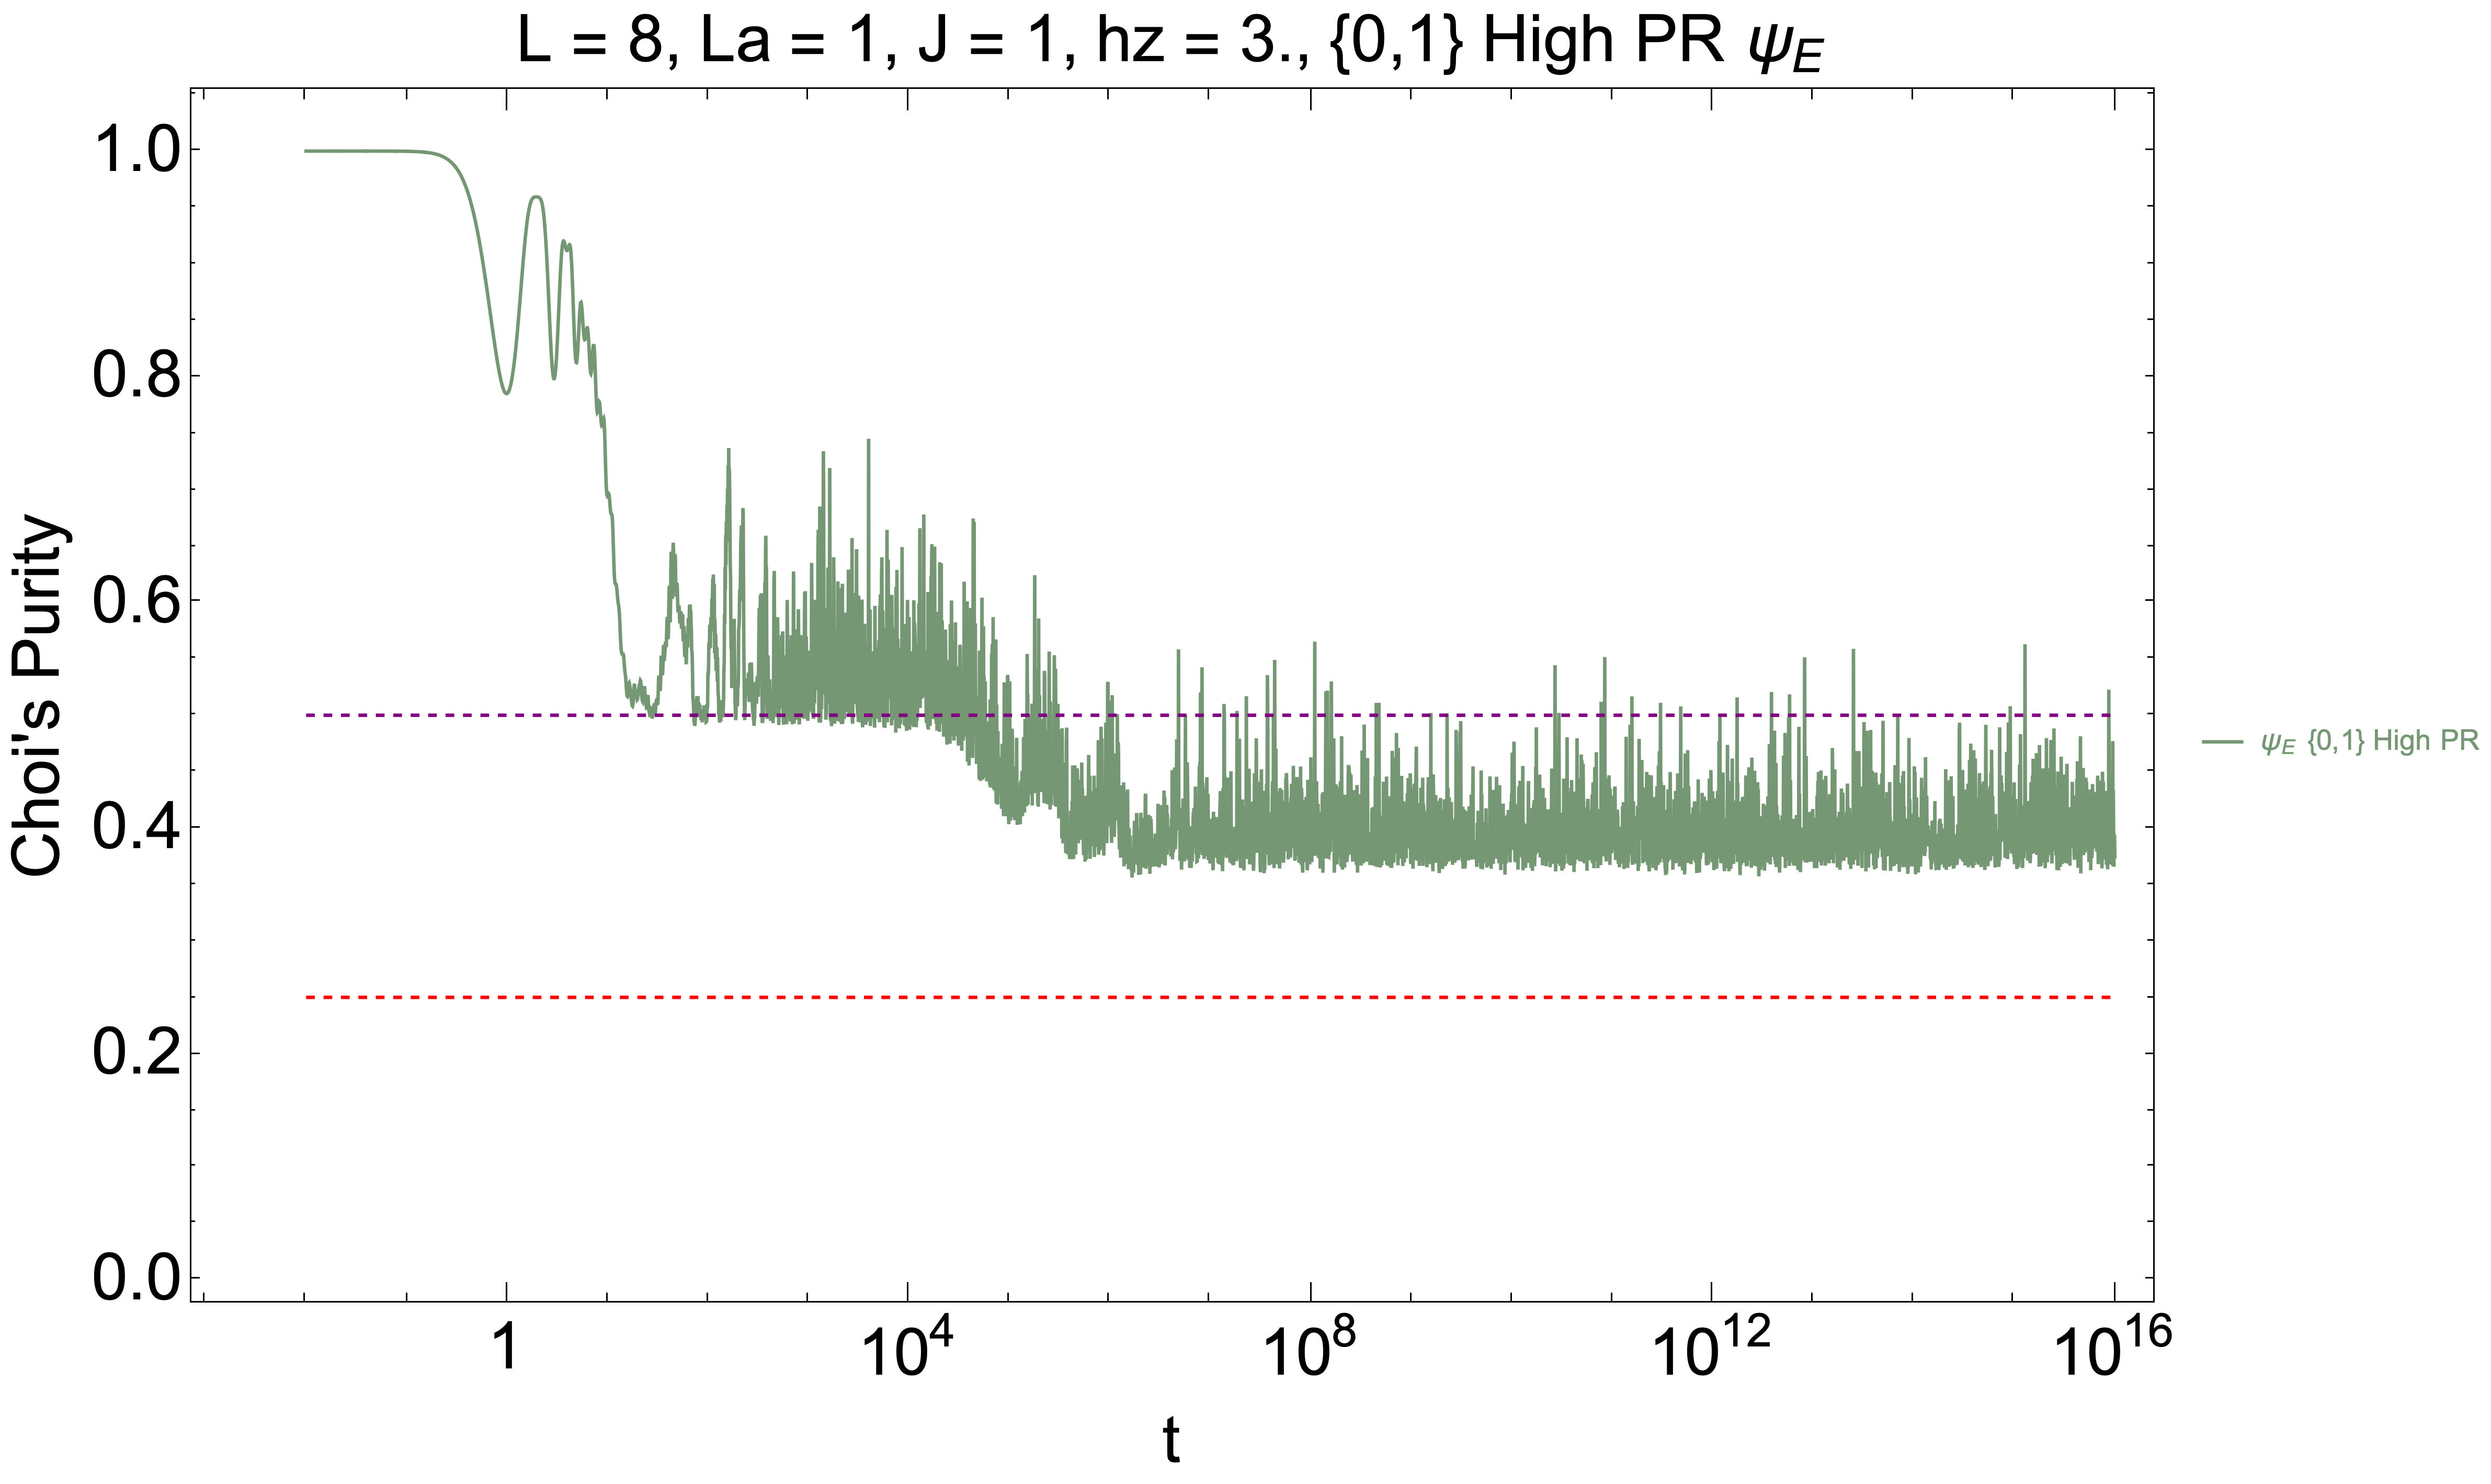 L = 8, La = 1, J = 1, hz = 3., {0,1} High PR ψE
Choi's Purity
1.0
0.8
0.6
0.4
0.2
0.0
1
10^4
10^8
10^12
10^16
t
ψE {0,1} High PR